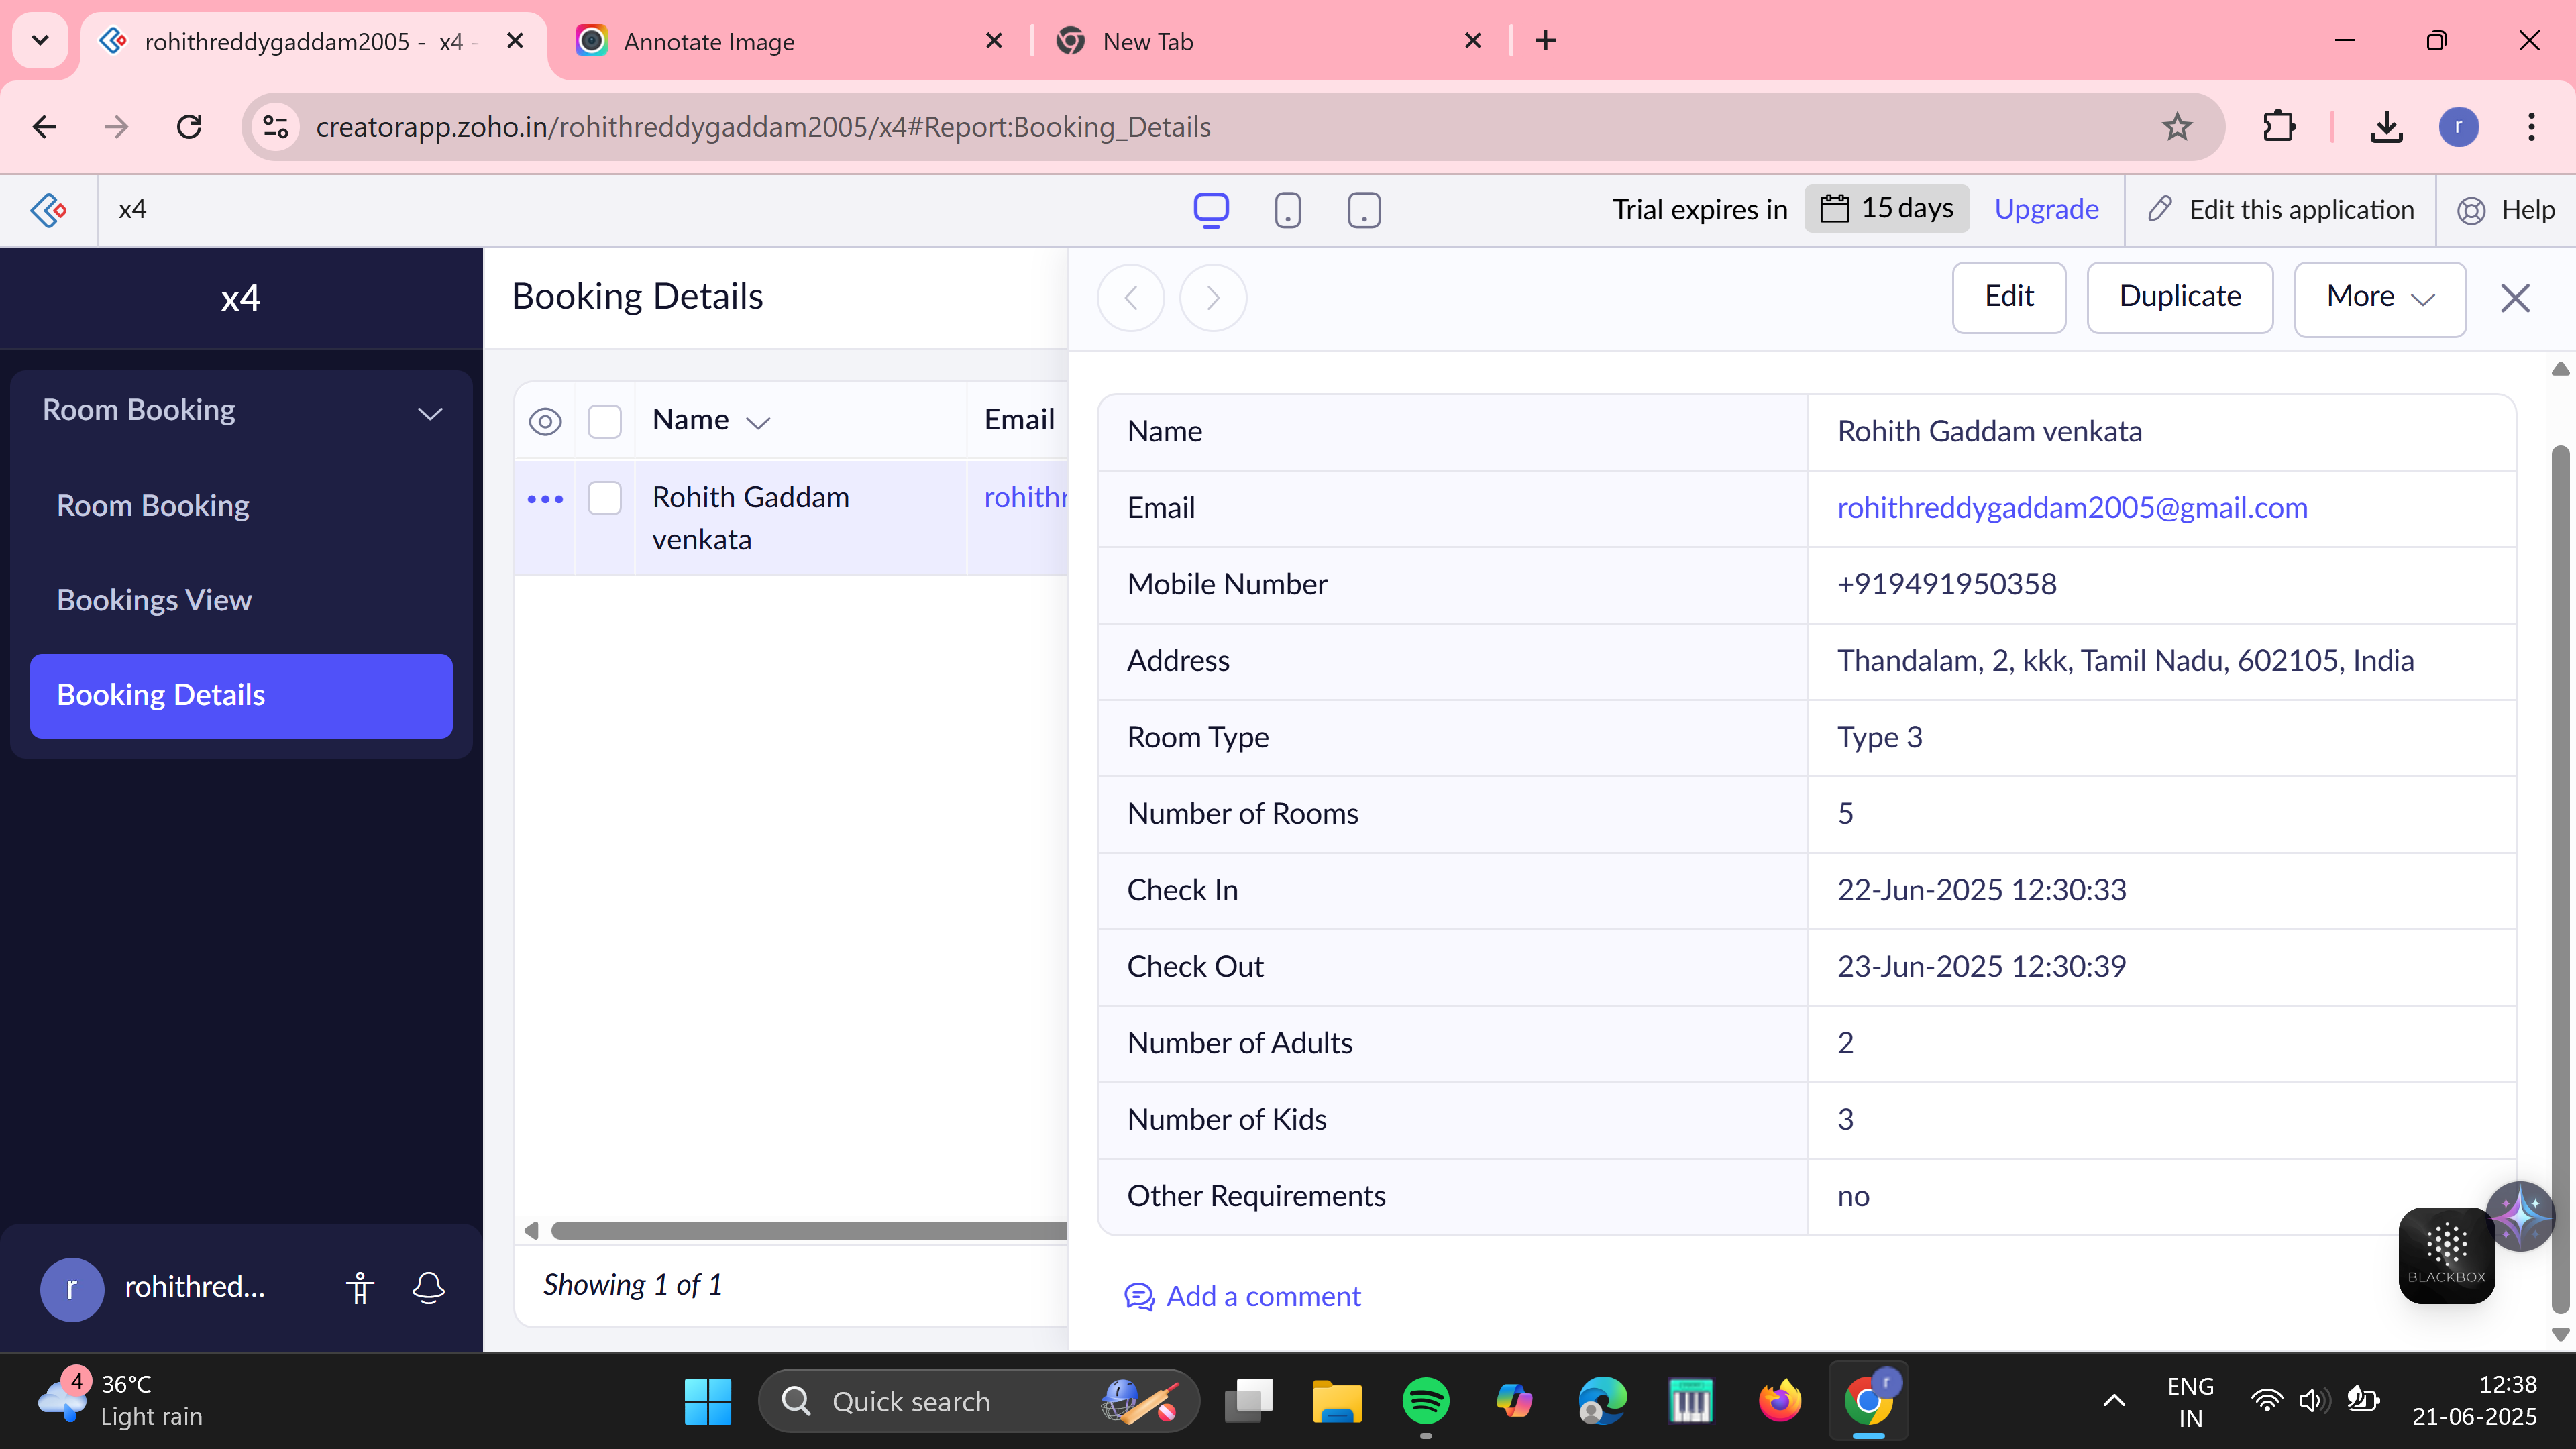 rohithreddygaddam2005 - x4 -
Annotate Image
New Tab
creatorapp.zoho.in/rohithreddygaddam2005/x4#Report:Booking_Details
r
x4
Trial expires in
15 days
Upgrade
Edit this application
Help
x4
Room Booking
Room Booking
Bookings View
Booking Details
r
rohithred...
Booking Details
Name
Email
Rohith Gaddam
venkata
rohithr
Showing 1 of 1
Edit
Duplicate
More
Name
Rohith Gaddam venkata
Email
rohithreddygaddam2005@gmail.com
Mobile Number
+919491950358
Address
Thandalam, 2, kkk, Tamil Nadu, 602105, India
Room Type
Type 3
Number of Rooms
5
Check In
22-Jun-2025 12:30:33
Check Out
23-Jun-2025 12:30:39
Number of Adults
2
Number of Kids
3
Other Requirements
no
BLACKBOX
Add a comment
4
36°C
Light rain
Quick search
r
ENG
IN
12:38
21-06-2025